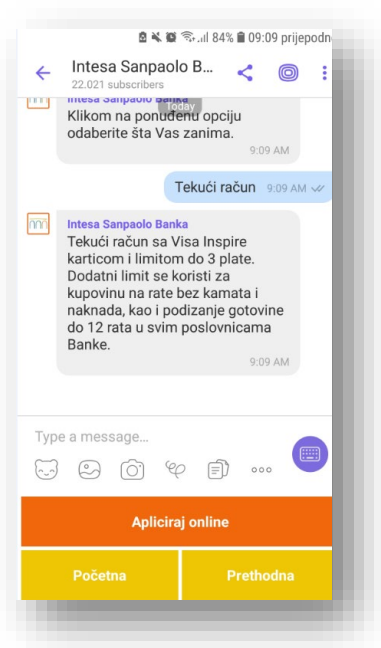 84% 09:09 prijepodn
Intesa Sanpaolo B...
22.021 subscribers
Intesa Sanpaolo Banka
Today
Klikom na ponuđenu opciju
odaberite šta Vas zanima.
9:09 AM
Tekući račun 9:09 AM
Intesa Sanpaolo Banka
Tekući račun sa Visa Inspire
karticom i limitom do 3 plate.
Dodatni limit se koristi za
kupovinu na rate bez kamata i
naknada, kao i podizanje gotovine
do 12 rata u svim poslovnicama
Banke.
9:09 AM
Type a message...
Apliciraj online
Početna Prethodna